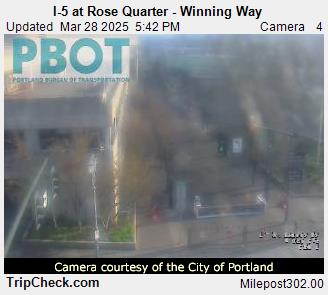 I-5 at Rose Quarter - Winning Way
Updated Mar 28 2025 5:42 PM Camera 4
PBOT
PORTLAND BUREAU OF TRANSPORTATION
Camera courtesy of the City of Portland
TripCheck.com Milepost302.00